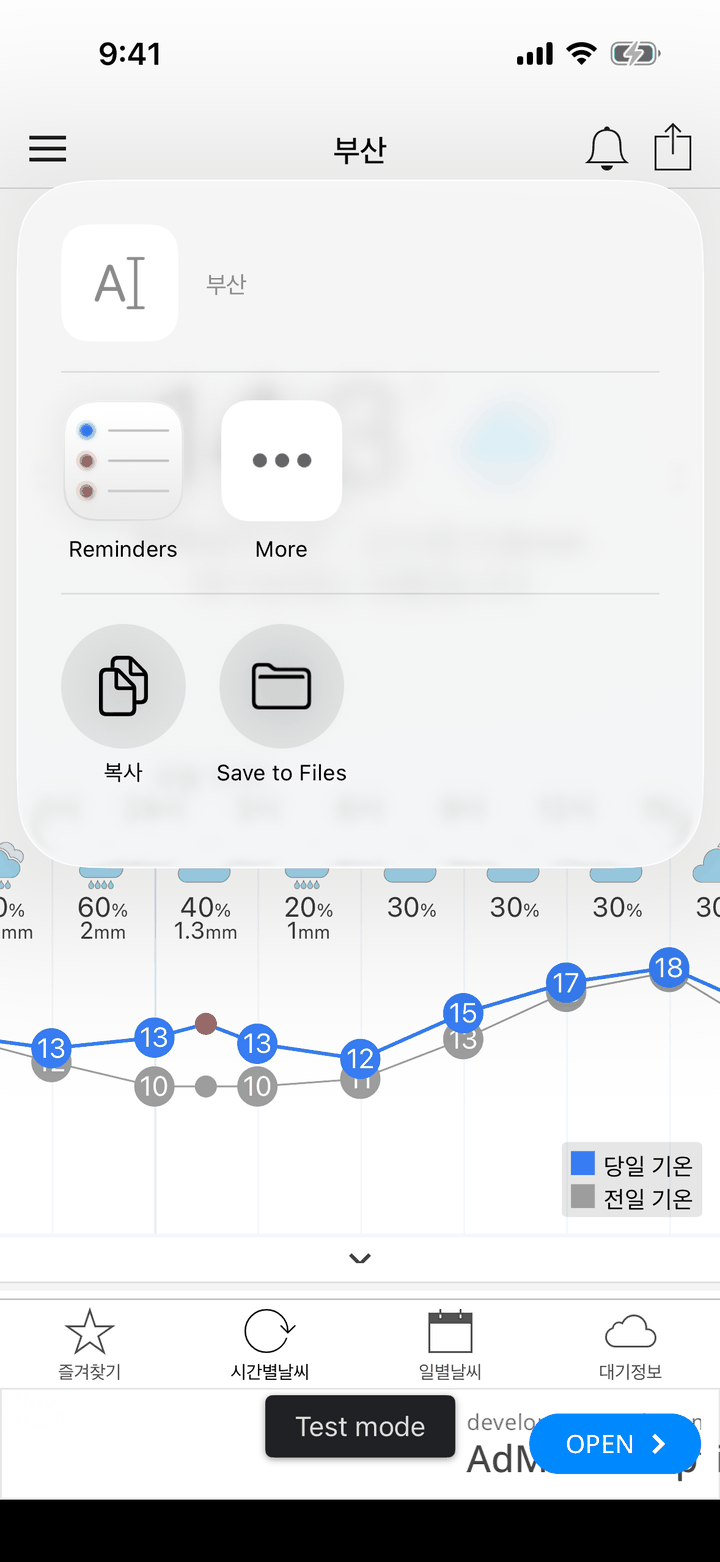 9:41
부산
AI
부산
Reminders
More
복사
Save to Files
60% 40% 20% 30% 30% 30%
mm 2mm 1.3mm 1mm
13 13 13 12 15 17 18
10 10 13
당일 기온
전일 기온
즐겨찾기
시간별날씨
일별날씨
대기정보
Test mode
OPEN